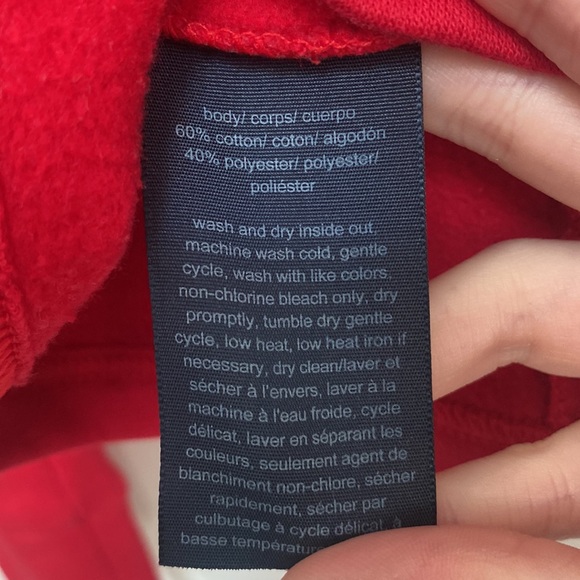 body/ corps/ cuerpo
60% cotton/ coton/ algodón
40% polyester/ polyester/
poliéster
wash and dry inside out
machine wash cold, gentle
cycle, wash with like colors
non-chlorine bleach only, dry
promptly, tumble dry gentle
cycle, low heat, low heat iron if
necessary, dry clean/laver et
sécher à l'envers, laver à la
machine à l'eau froide, cycle
délicat, laver en séparant les
couleurs, seulement agent de
blanchiment non-chlore, sécher
rapidement, sécher par
culbutage à cycle délicat, à
basse température